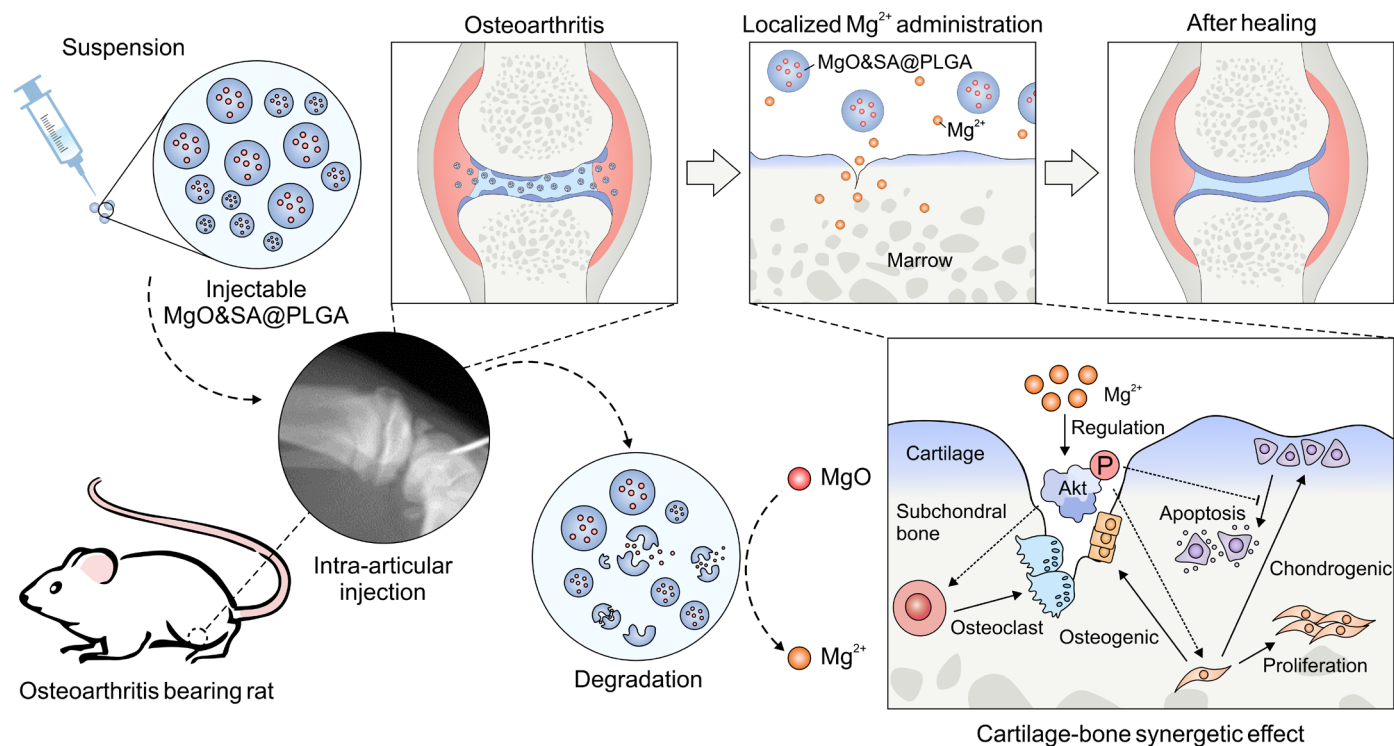 Suspension
Injectable
MgO&SA@PLGA
Osteoarthritis
Localized Mg²⁺ administration
MgO&SA@PLGA
Mg²⁺
Marrow
After healing
Intra-articular
injection
Osteoarthritis bearing rat
Degradation
MgO
Mg²⁺
Mg²⁺
Regulation
Cartilage
P
Akt
Subchondral
bone
Apoptosis
Chondrogenic
Osteoclast
Osteogenic
Proliferation
Cartilage-bone synergetic effect